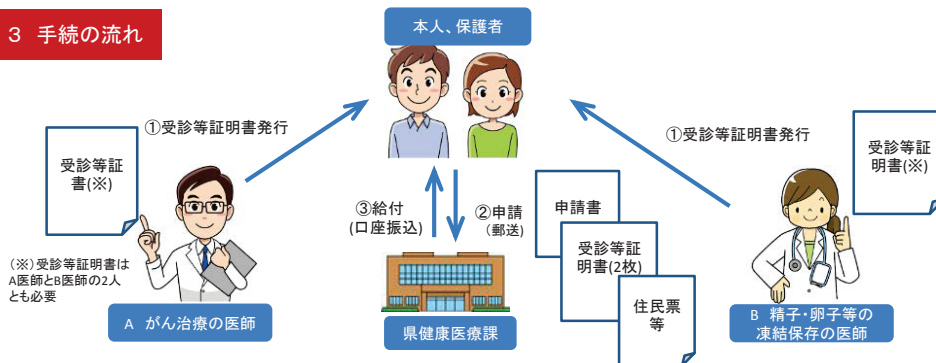 3 手続の流れ
本人、保護者
①受診等証明書発行
①受診等証明書発行
受診等証
書(※)
受診等証
明書(※)
③給付
(口座振込)
②申請
(郵送)
申請書
受診等証
明書(2枚)
住民票
等
(※)受診等証明書は
A医師とB医師の2人
とも必要
A がん治療の医師
県健康医療課
B 精子・卵子等の
凍結保存の医師